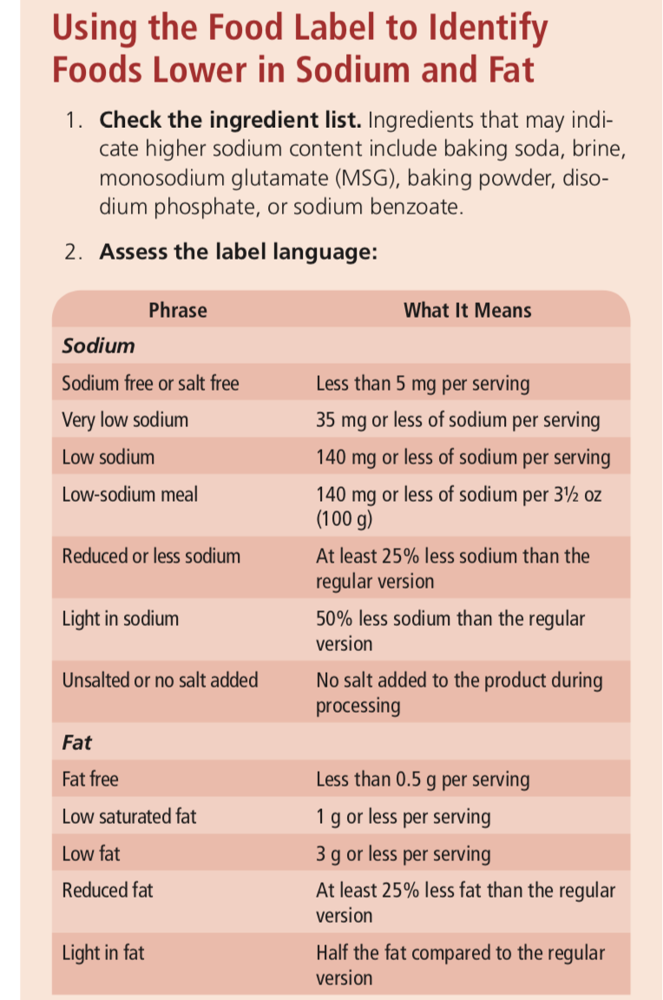 Using the Food Label to Identify
Foods Lower in Sodium and Fat
1. Check the ingredient list. Ingredients that may indi-
cate higher sodium content include baking soda, brine,
monosodium glutamate (MSG), baking powder, diso-
dium phosphate, or sodium benzoate.
2. Assess the label language:
Phrase What It Means
Sodium
Sodium free or salt free Less than 5 mg per serving
Very low sodium 35 mg or less of sodium per serving
Low sodium 140 mg or less of sodium per serving
Low-sodium meal 140 mg or less of sodium per 3½ oz
(100 g)
Reduced or less sodium At least 25% less sodium than the
regular version
Light in sodium 50% less sodium than the regular
version
Unsalted or no salt added No salt added to the product during
processing
Fat
Fat free Less than 0.5 g per serving
Low saturated fat 1 g or less per serving
Low fat 3 g or less per serving
Reduced fat At least 25% less fat than the regular
version
Light in fat Half the fat compared to the regular
version